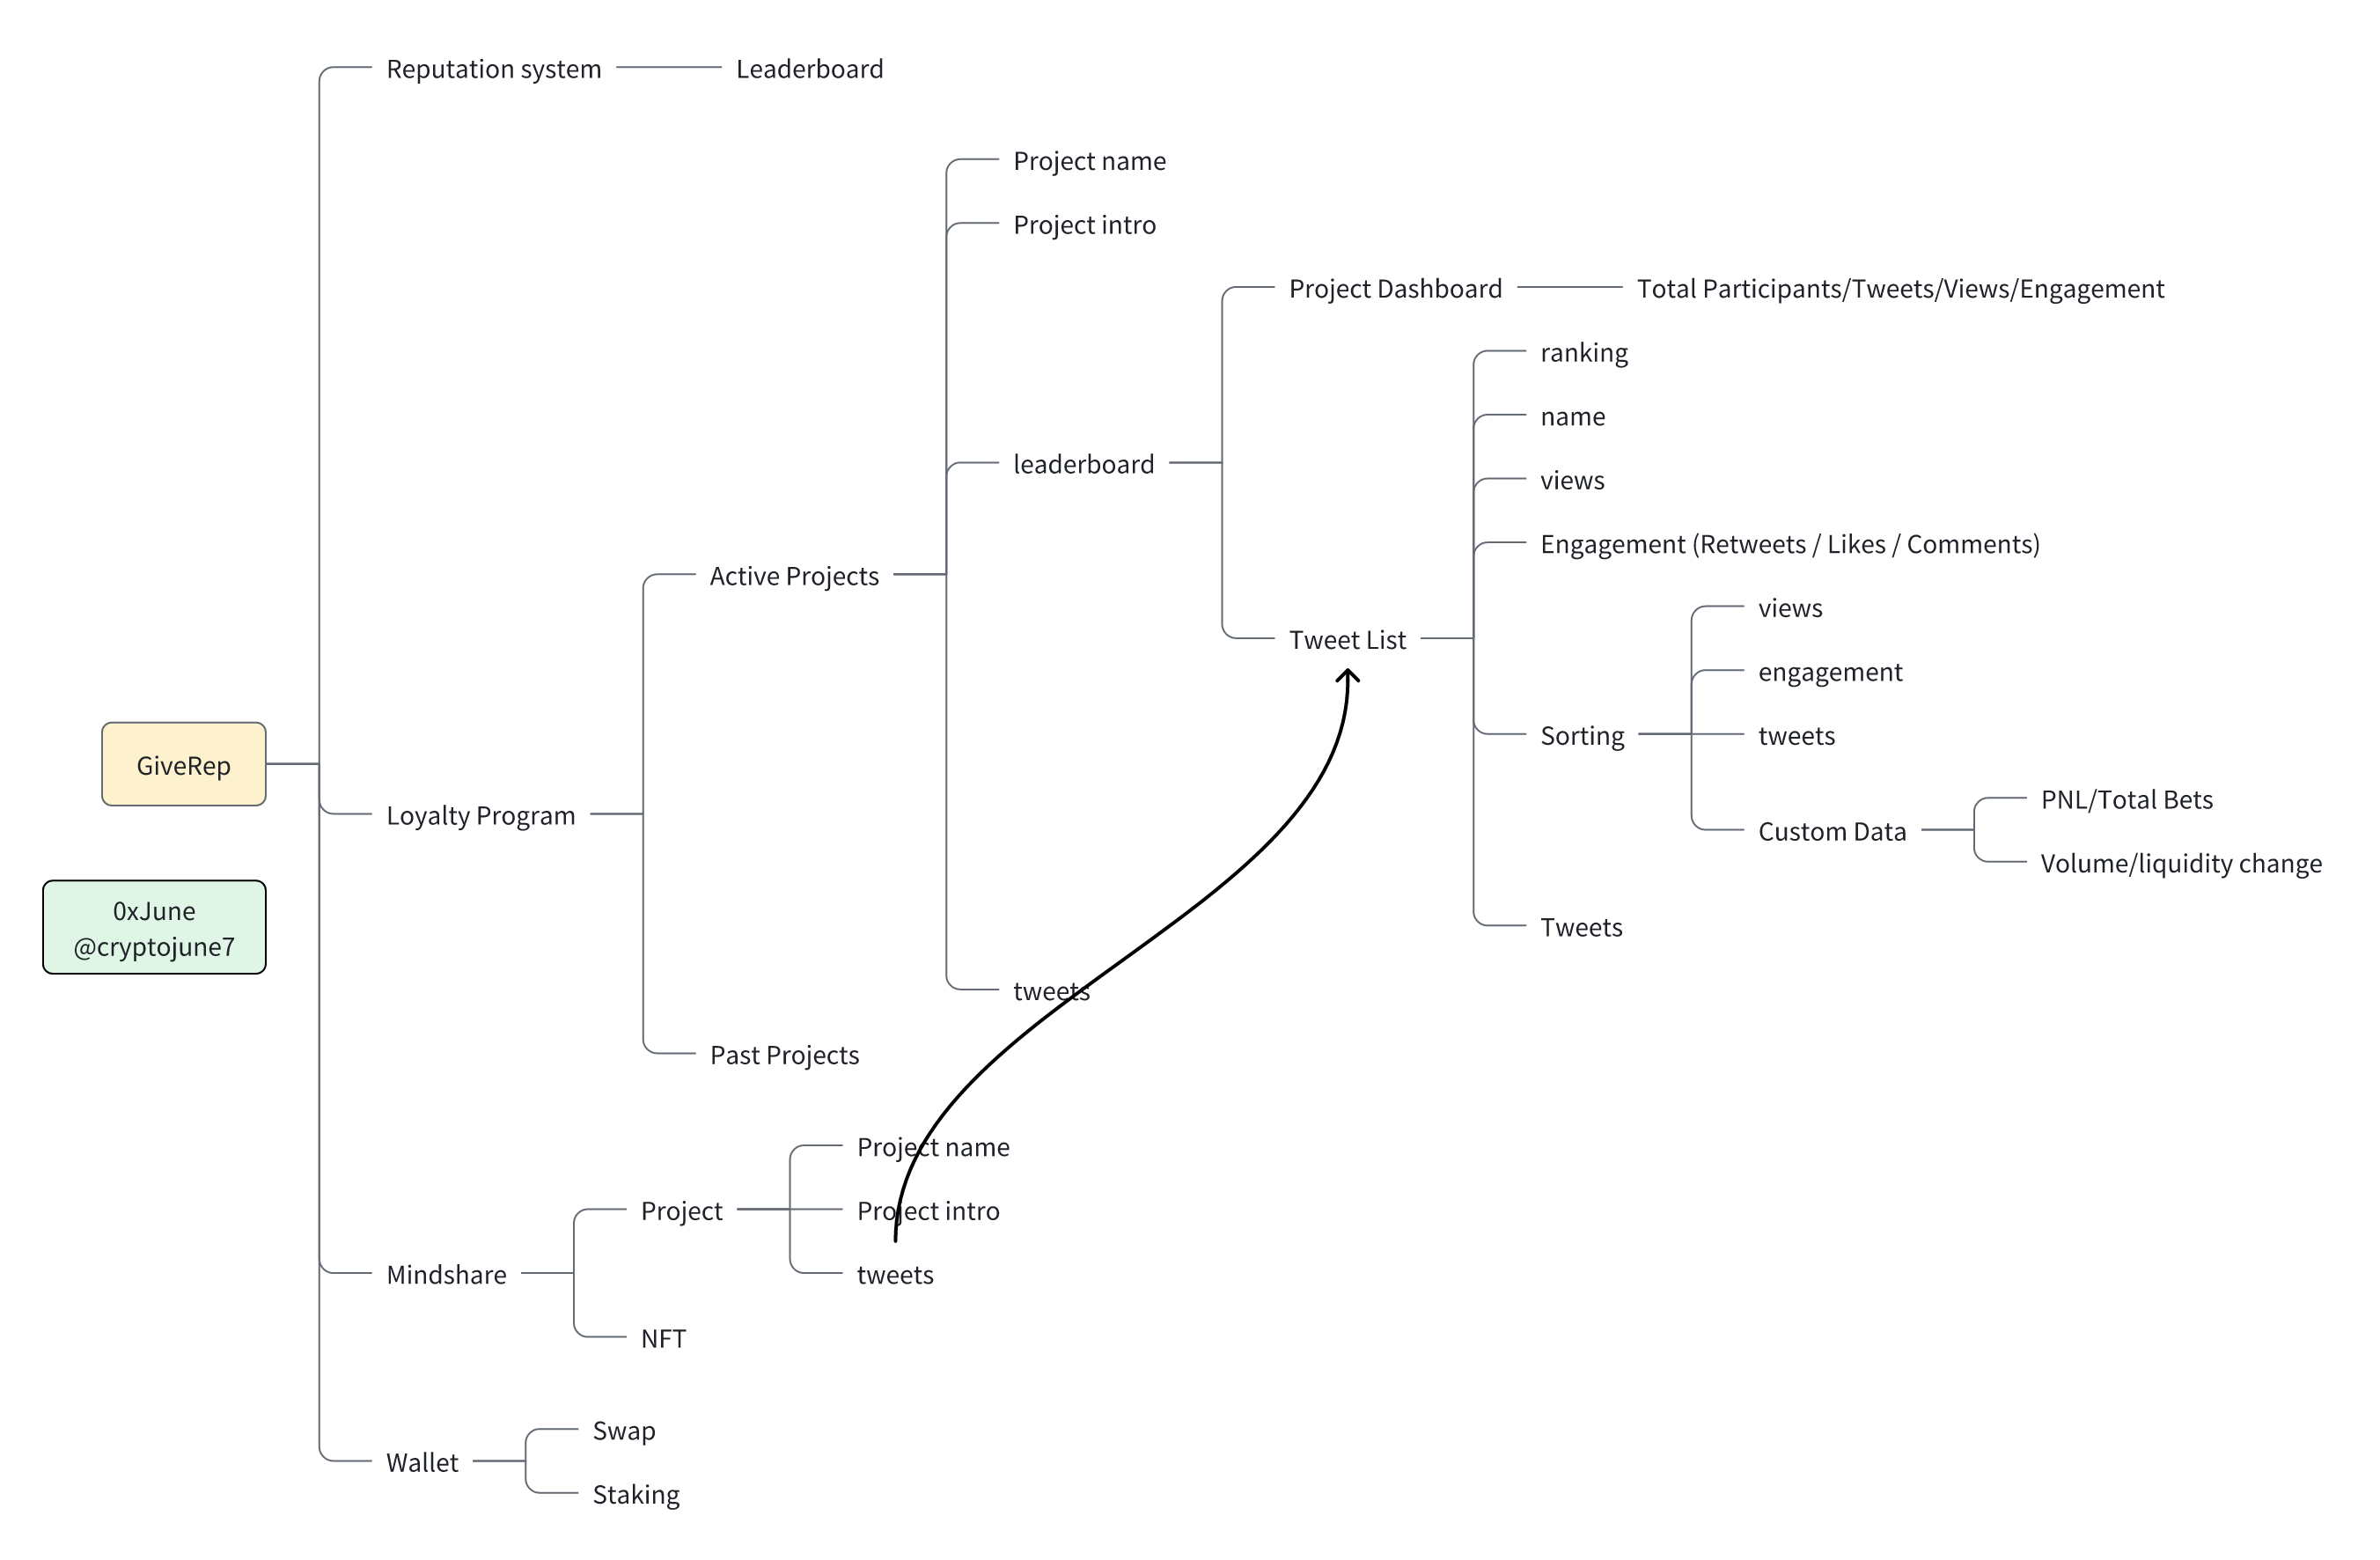 Reputation system
Leaderboard
Project name
Project intro
Project Dashboard
Total Participants/Tweets/Views/Engagement
ranking
name
views
leaderboard
Engagement (Retweets / Likes / Comments)
Active Projects
views
Tweet List
engagement
Sorting
tweets
GiveRep
PNL/Total Bets
Loyalty Program
Custom Data
Volume/liquidity change
0xJune
@cryptojune7
Tweets
tweets
Past Projects
Project name
Project
Project intro
Mindshare
tweets
NFT
Swap
Wallet
Staking